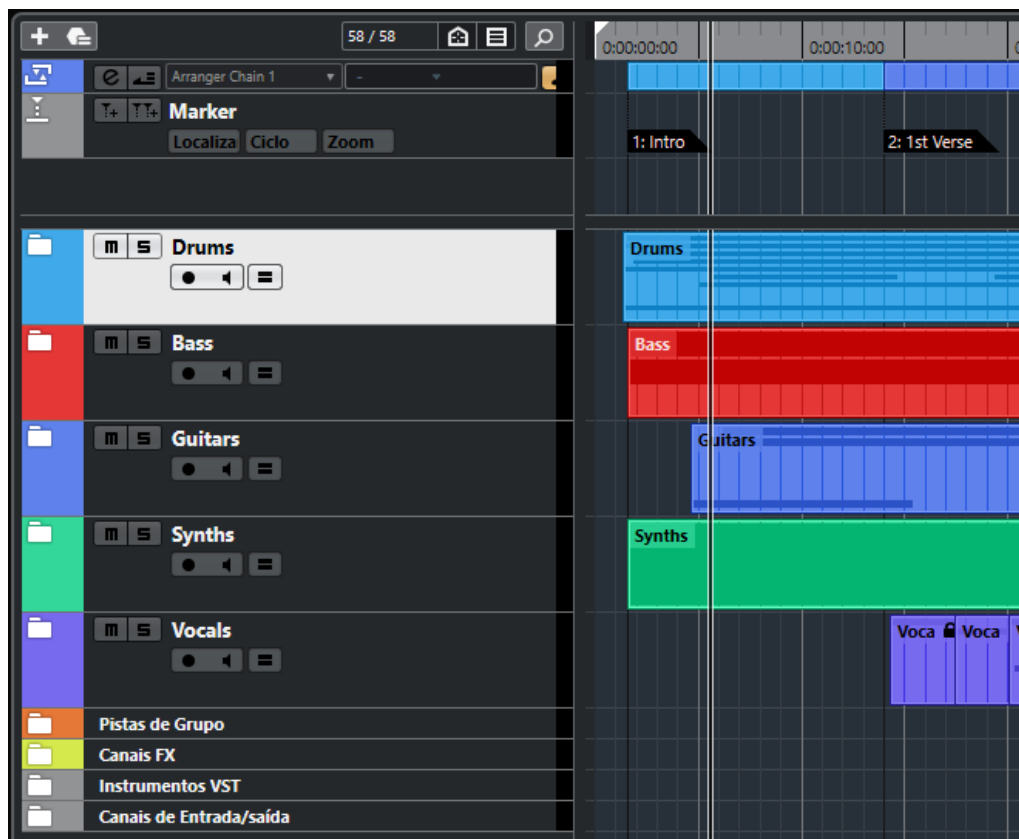 58 / 58
0:00:00:00
0:00:10:00
Arranger Chain 1
-
Marker
Localiza Ciclo Zoom
1: Intro
2: 1st Verse
m S Drums
Drums
m S Bass
Bass
m S Guitars
Guitars
m S Synths
Synths
m S Vocals
Voca Voca
Pistas de Grupo
Canais FX
Instrumentos VST
Canais de Entrada/saída